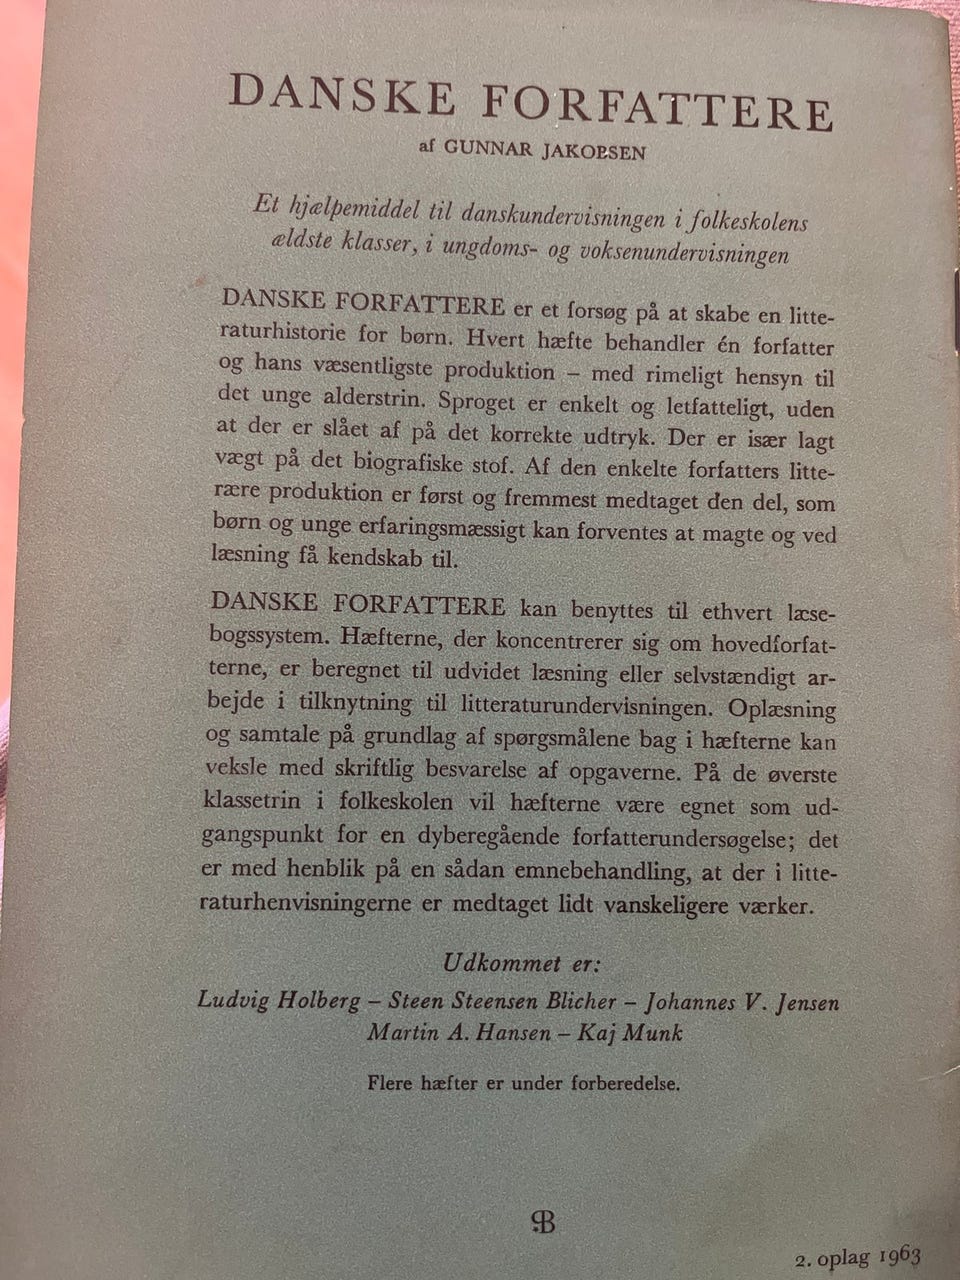 DANSKE FORFATTERE
af GUNNAR JAKOBSEN
Et hjælpemiddel til danskundervisningen i folkeskolens
ældste klasser, i ungdoms- og voksenundervisningen
DANSKE FORFATTERE er et forsøg på at skabe en litte-
raturhistorie for børn. Hvert hæfte behandler én forfatter
og hans væsentligste produktion – med rimeligt hensyn til
det unge alderstrin. Sproget er enkelt og letfatteligt, uden
at der er slået af på det korrekte udtryk. Der er især lagt
vægt på det biografiske stof. Af den enkelte forfatters litte-
rære produktion er først og fremmest medtaget den del, som
børn og unge erfaringsmæssigt kan forventes at magte og ved
læsning få kendskab til.
DANSKE FORFATTERE kan benyttes til ethvert læse-
bogssystem. Hæfterne, der koncentrerer sig om hovedforfat-
terne, er beregnet til udvidet læsning eller selvstændigt ar-
bejde i tilknytning til litteraturundervisningen. Oplæsning
og samtale på grundlag af spørgsmålene bag i hæfterne kan
veksle med skriftlig besvarelse af opgaverne. På de øverste
klassetrin i folkeskolen vil hæfterne være egnet som ud-
gangspunkt for en dyberegående forfatterundersøgelse; det
er med henblik på en sådan emnebehandling, at der i litte-
raturhenvisningerne er medtaget lidt vanskeligere værker.
Udkommet er:
Ludvig Holberg – Steen Steensen Blicher – Johannes V. Jensen
Martin A. Hansen – Kaj Munk
Flere hæfter er under forberedelse.
2. oplag 1963